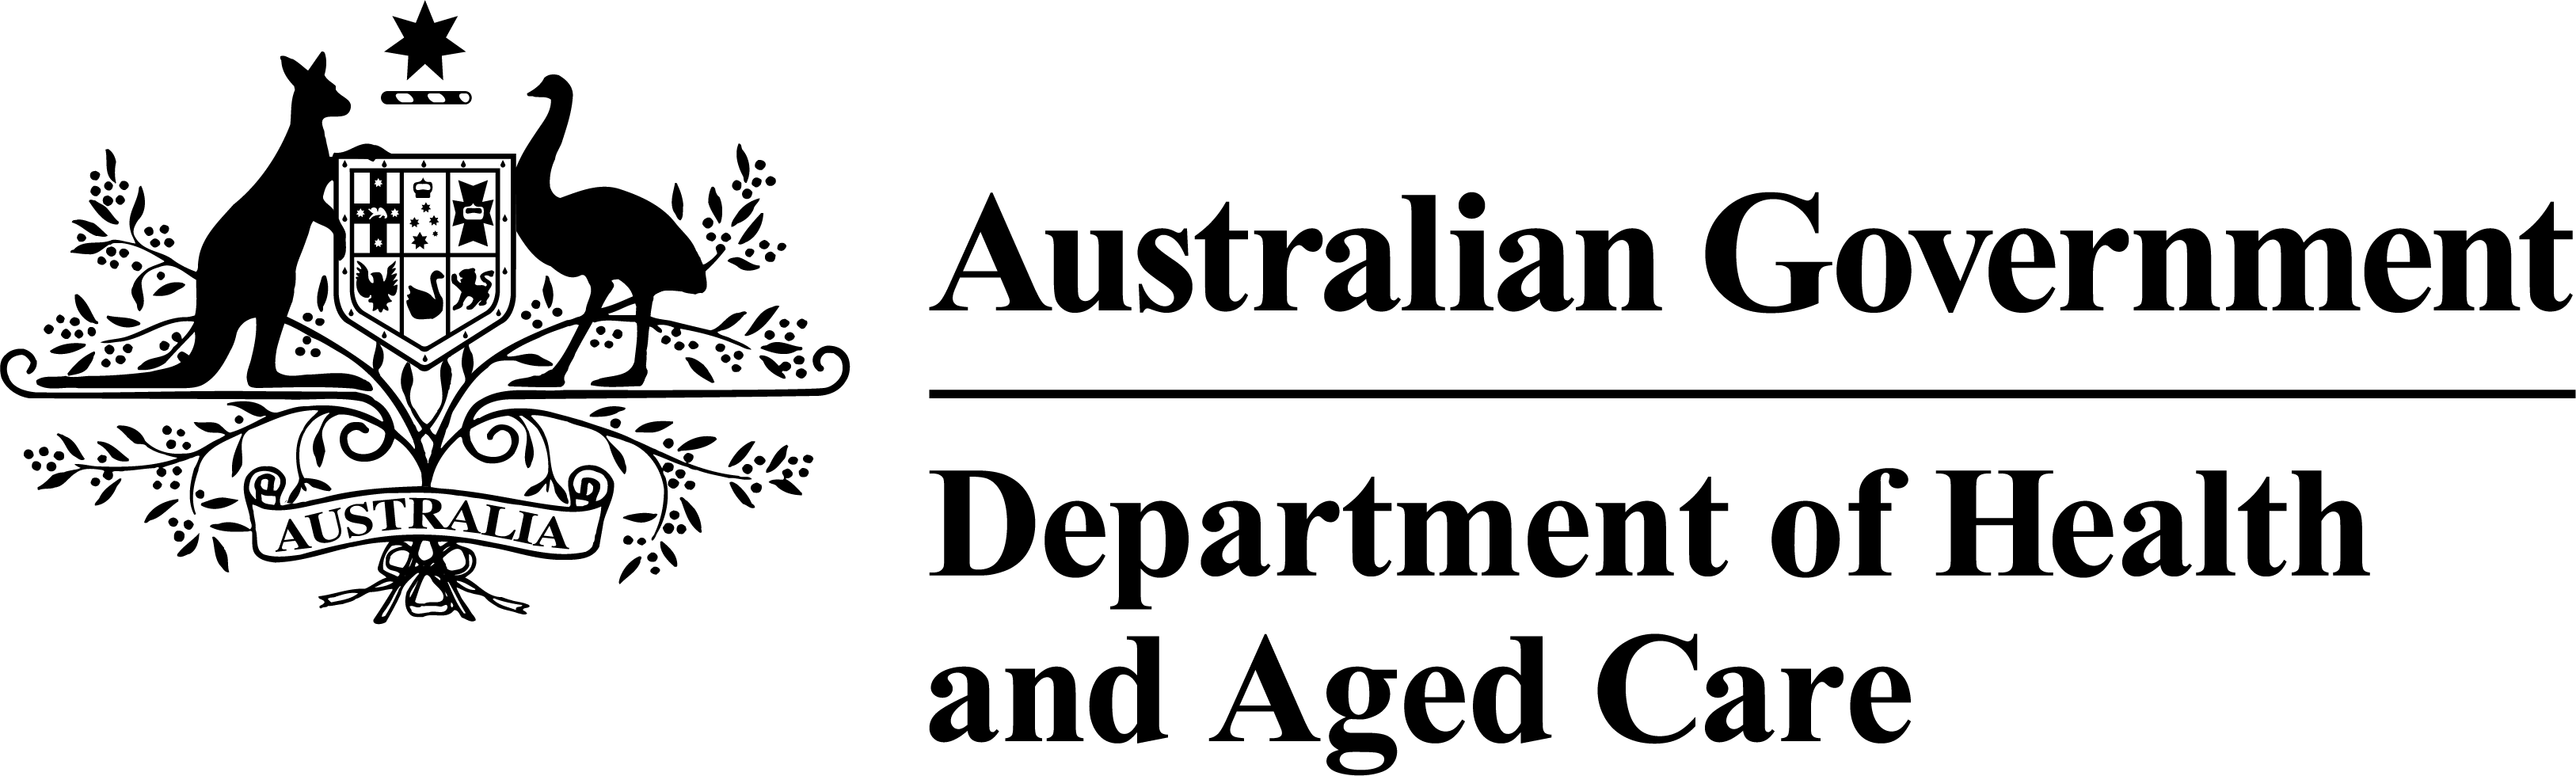 AUSTRALIA
Australian Government
Department of Health
and Aged Care